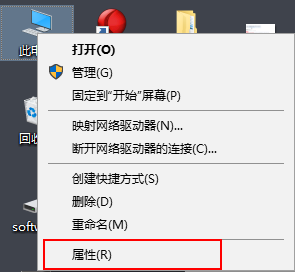 此
打开(O)
管理(G)
固定到"开始"屏幕(P)
映射网络驱动器(N)...
断开网络驱动器的连接(C)...
创建快捷方式(S)
删除(D)
重命名(M)
属性(R)
回收
softw